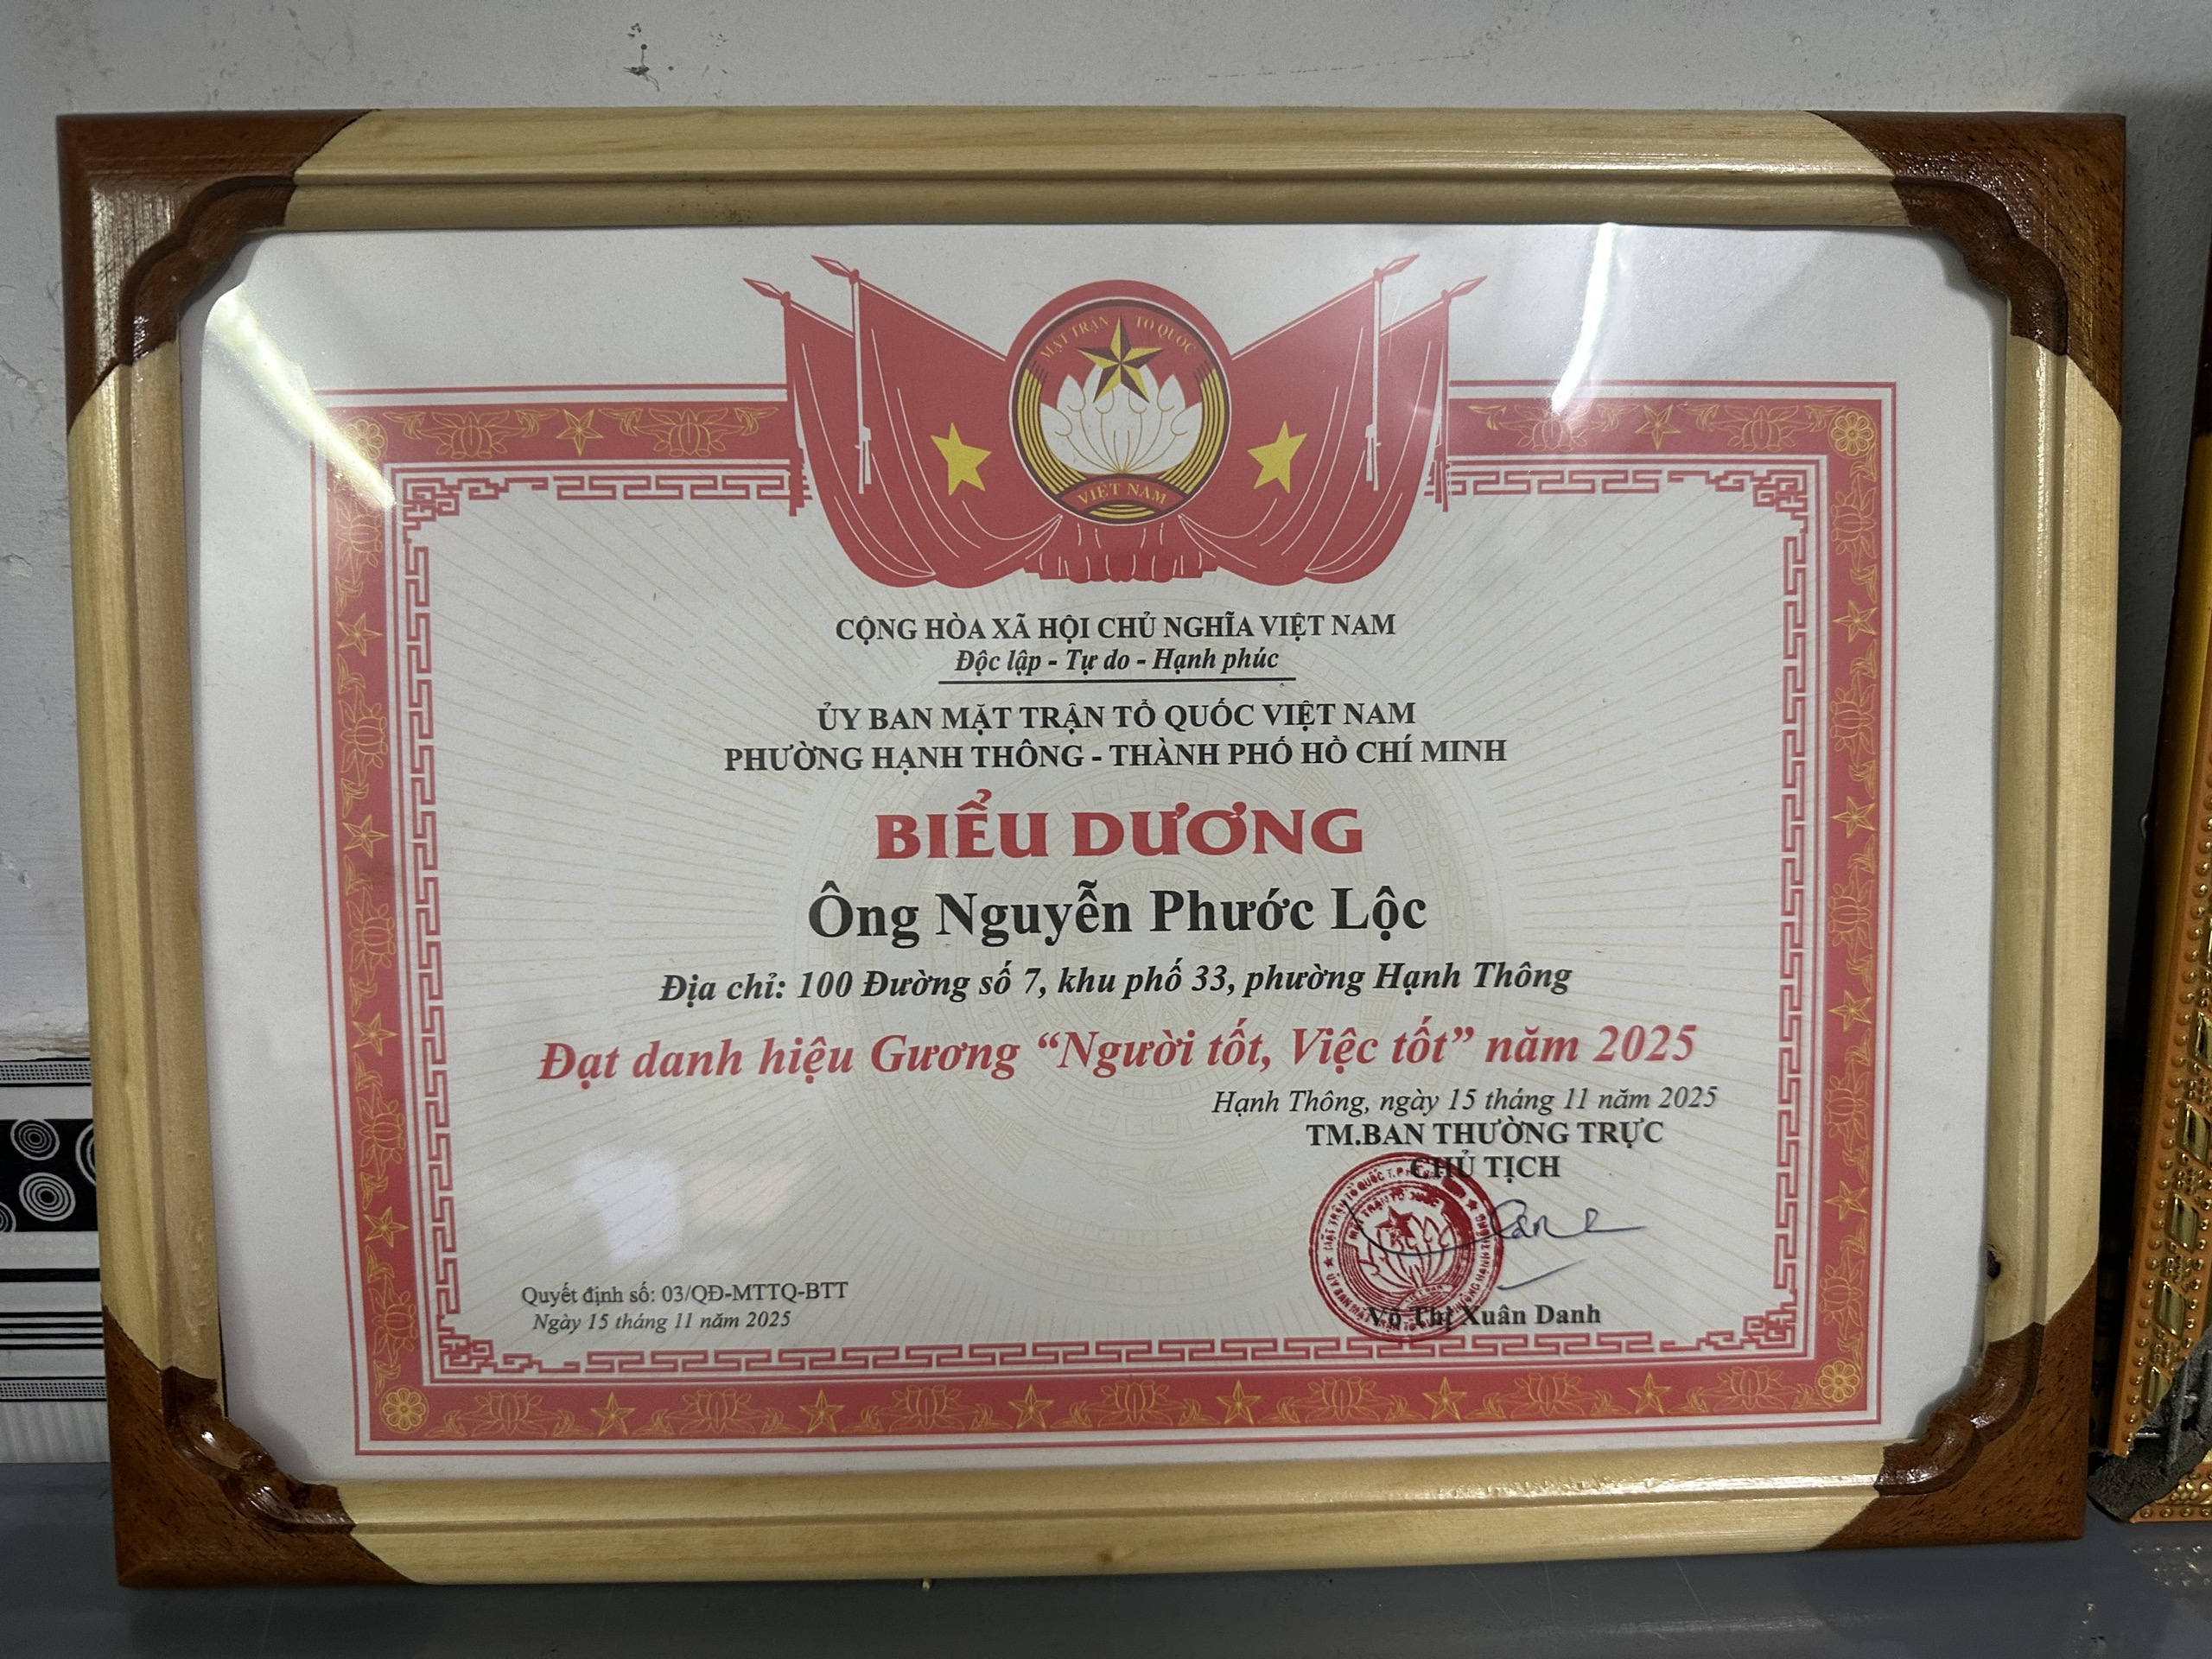 MẶT TRẬN TỔ QUỐC
VIỆT NAM
CỘNG HÒA XÃ HỘI CHỦ NGHĨA VIỆT NAM
Độc lập - Tự do - Hạnh phúc
ỦY BAN MẶT TRẬN TỔ QUỐC VIỆT NAM
PHƯỜNG HẠNH THÔNG - THÀNH PHỐ HỒ CHÍ MINH
BIỂU DƯƠNG
Ông Nguyễn Phước Lộc
Địa chỉ: 100 Đường số 7, khu phố 33, phường Hạnh Thông
Đạt danh hiệu Gương “Người tốt, Việc tốt” năm 2025
Hạnh Thông, ngày 15 tháng 11 năm 2025
TM.BAN THƯỜNG TRỰC
CHỦ TỊCH
Võ Thị Xuân Danh
Quyết định số: 03/QĐ-MTTQ-BTT
Ngày 15 tháng 11 năm 2025